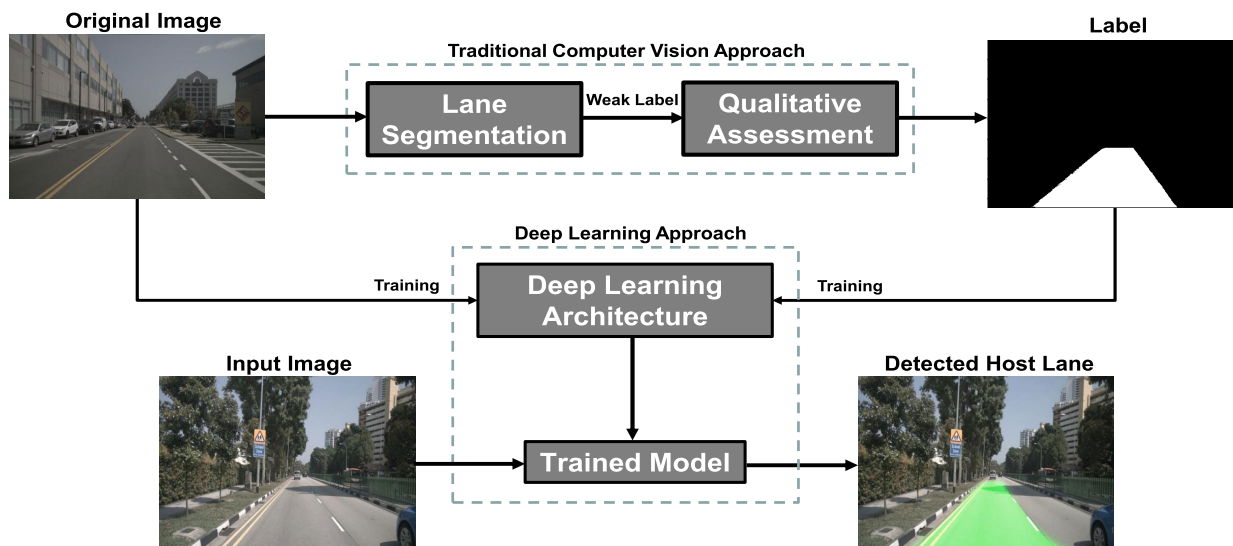 Original Image
Traditional Computer Vision Approach
Label
Lane
Segmentation
Weak Label
Qualitative
Assessment
Deep Learning Approach
Training
Deep Learning
Architecture
Training
Input Image
Detected Host Lane
Trained Model